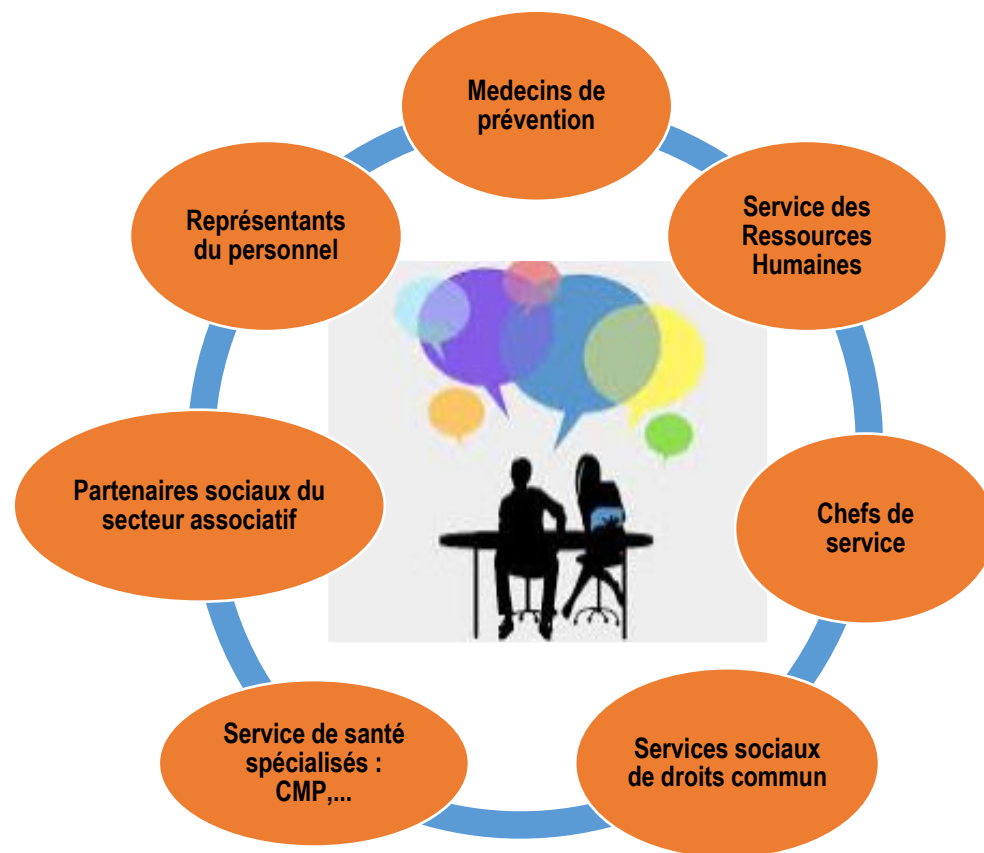 Medecins de
prévention
Service des
Ressources
Humaines
Chefs de
service
Services sociaux
de droits commun
Service de santé
spécialisés :
CMP,...
Partenaires sociaux du
secteur associatif
Représentants
du personnel